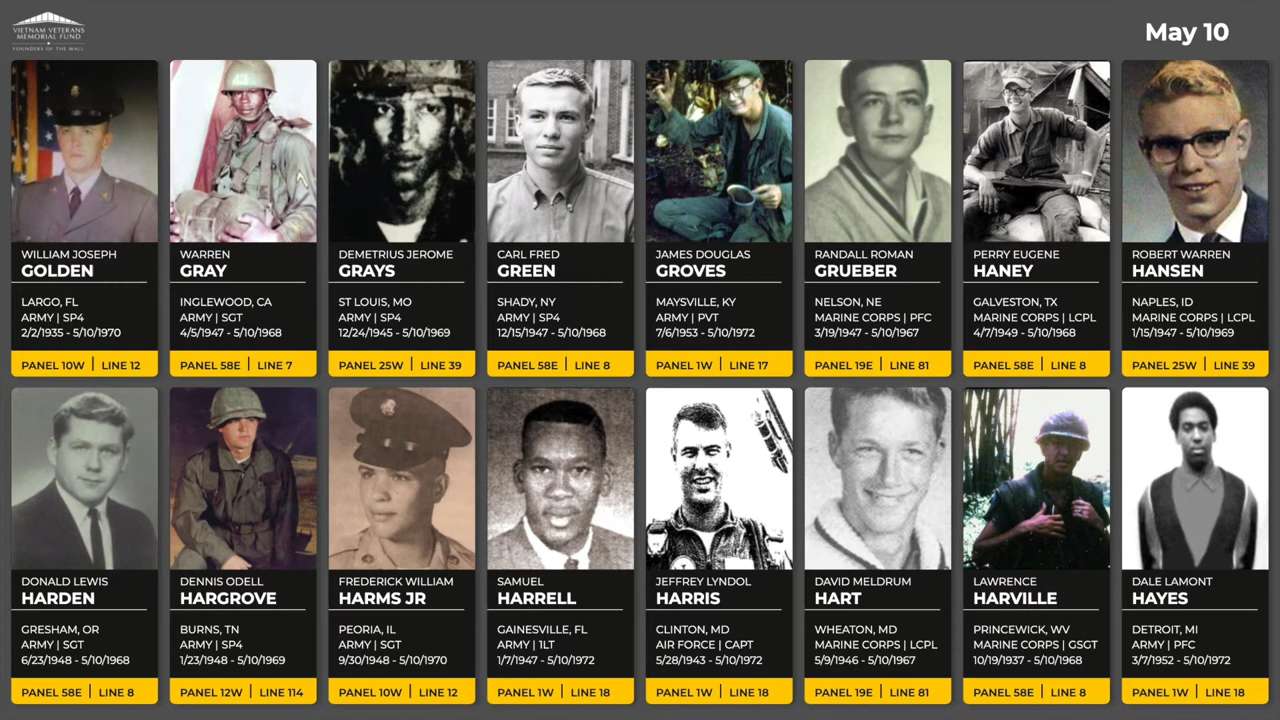 VIETNAM VETERANS
MEMORIAL FUND
FOUNDERS OF THE WALL
May 10
WILLIAM JOSEPH
GOLDEN
LARGO, FL
ARMY | SP4
2/2/1935 - 5/10/1970
PANEL 10W | LINE 12
WARREN
GRAY
INGLEWOOD, CA
ARMY | SGT
4/5/1947 - 5/10/1968
PANEL 58E | LINE 7
DEMETRIUS JEROME
GRAYS
ST LOUIS, MO
ARMY | SP4
12/24/1945 - 5/10/1969
PANEL 25W | LINE 39
CARL FRED
GREEN
SHADY, NY
ARMY | SP4
12/15/1947 - 5/10/1968
PANEL 58E | LINE 8
JAMES DOUGLAS
GROVES
MAYSVILLE, KY
ARMY | PVT
7/6/1953 - 5/10/1972
PANEL 1W | LINE 17
RANDALL ROMAN
GRUEBER
NELSON, NE
MARINE CORPS | PFC
3/19/1947 - 5/10/1967
PANEL 19E | LINE 81
PERRY EUGENE
HANEY
GALVESTON, TX
MARINE CORPS | LCPL
4/7/1949 - 5/10/1968
PANEL 58E | LINE 8
ROBERT WARREN
HANSEN
NAPLES, ID
MARINE CORPS | LCPL
1/15/1947 - 5/10/1969
PANEL 25W | LINE 39
DONALD LEWIS
HARDEN
GRESHAM, OR
ARMY | SGT
6/23/1948 - 5/10/1968
PANEL 58E | LINE 8
DENNIS ODELL
HARGROVE
BURNS, TN
ARMY | SP4
1/23/1948 - 5/10/1969
PANEL 12W | LINE 114
FREDERICK WILLIAM
HARMS JR
PEORIA, IL
ARMY | SGT
9/30/1948 - 5/10/1970
PANEL 10W | LINE 12
SAMUEL
HARRELL
GAINESVILLE, FL
ARMY | 1LT
1/7/1947 - 5/10/1972
PANEL 1W | LINE 18
JEFFREY LYNDOL
HARRIS
CLINTON, MD
AIR FORCE | CAPT
5/28/1943 - 5/10/1972
PANEL 1W | LINE 18
DAVID MELDRUM
HART
WHEATON, MD
MARINE CORPS | LCPL
5/9/1946 - 5/10/1967
PANEL 19E | LINE 81
LAWRENCE
HARVILLE
PRINCEWICK, WV
MARINE CORPS | GSGT
10/19/1937 - 5/10/1968
PANEL 58E | LINE 8
DALE LAMONT
HAYES
DETROIT, MI
ARMY | PFC
3/7/1952 - 5/10/1972
PANEL 1W | LINE 18